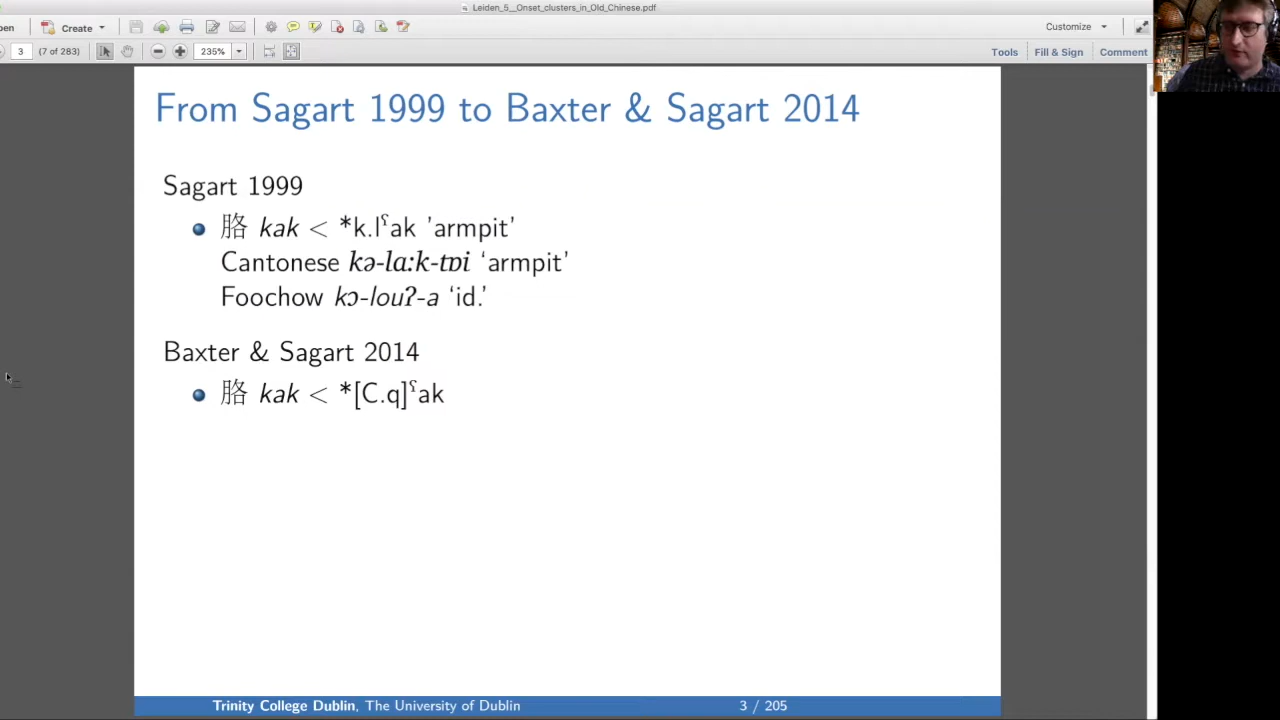 Leiden_5__Onset_clusters_in_Old_Chinese.pdf
pen Create Customize
3 (7 of 283) 235% Tools Fill & Sign Comment
From Sagart 1999 to Baxter & Sagart 2014
Sagart 1999
胳 kak < *k.lˤak ’armpit’
Cantonese kə-laːk-tɒi ‘armpit’
Foochow kɔ-louʔ-a ‘id.’
Baxter & Sagart 2014
胳 kak < *[C.q]ˤak
Trinity College Dublin, The University of Dublin 3 / 205